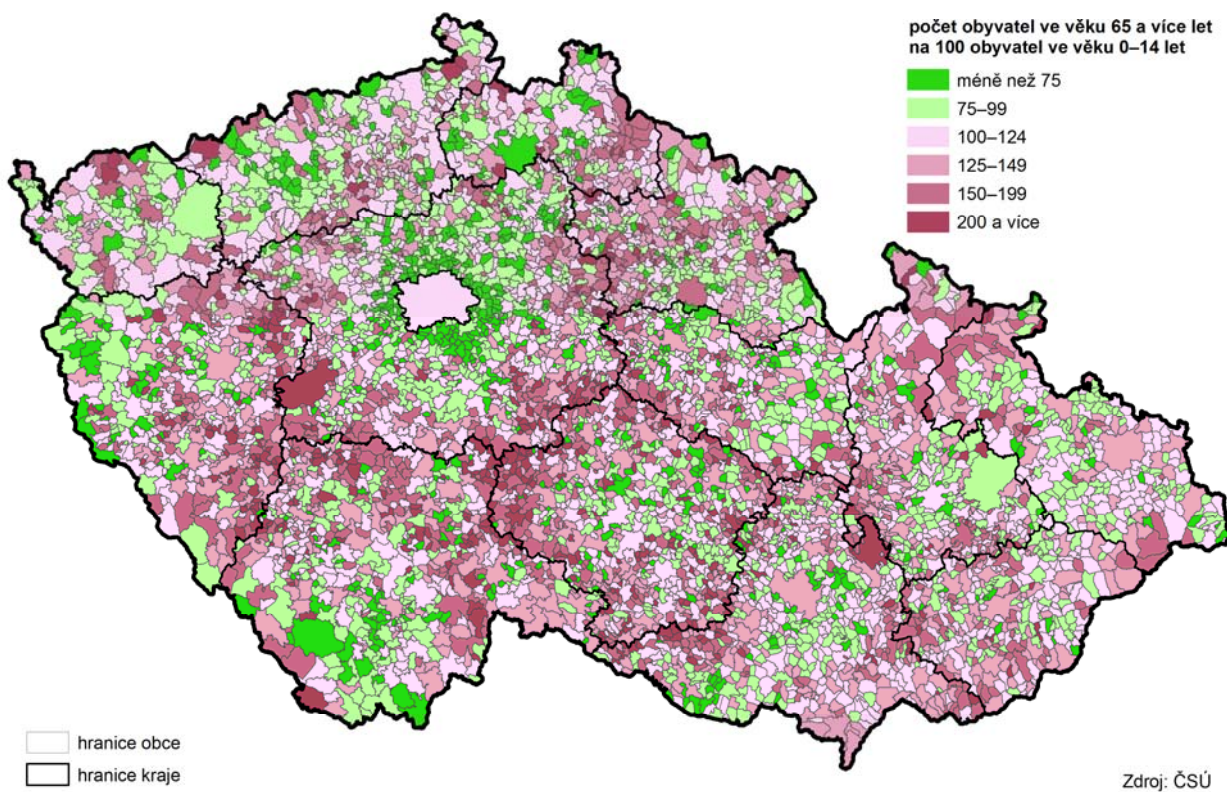 počet obyvatel ve věku 65 a více let
na 100 obyvatel ve věku 0–14 let
méně než 75
75–99
100–124
125–149
150–199
200 a více
hranice obce
hranice kraje
Zdroj: ČSÚ